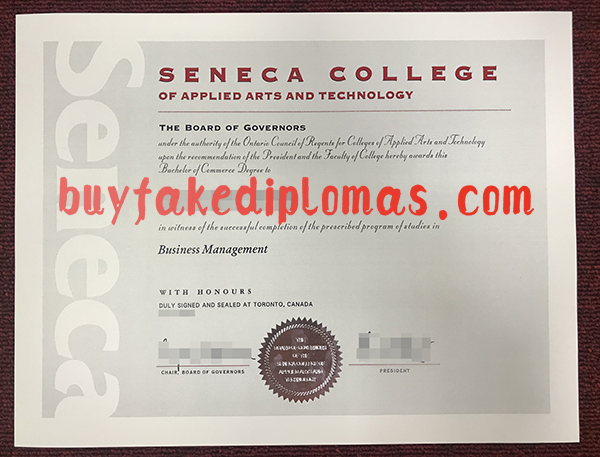 Seneca
SENECA COLLEGE
OF APPLIED ARTS AND TECHNOLOGY
THE BOARD OF GOVERNORS
under the authority of the Ontario Council of Regents for Colleges of Applied Arts and Technology
upon the recommendation of the President and the Faculty of College hereby awards this
Bachelor of Commerce Degree to
buyfakediplomas.com
in witness of the successful completion of the prescribed program of studies in
Business Management
WITH HONOURS
DULY SIGNED AND SEALED AT TORONTO, CANADA
CHAIR, BOARD OF GOVERNORS
PRESIDENT